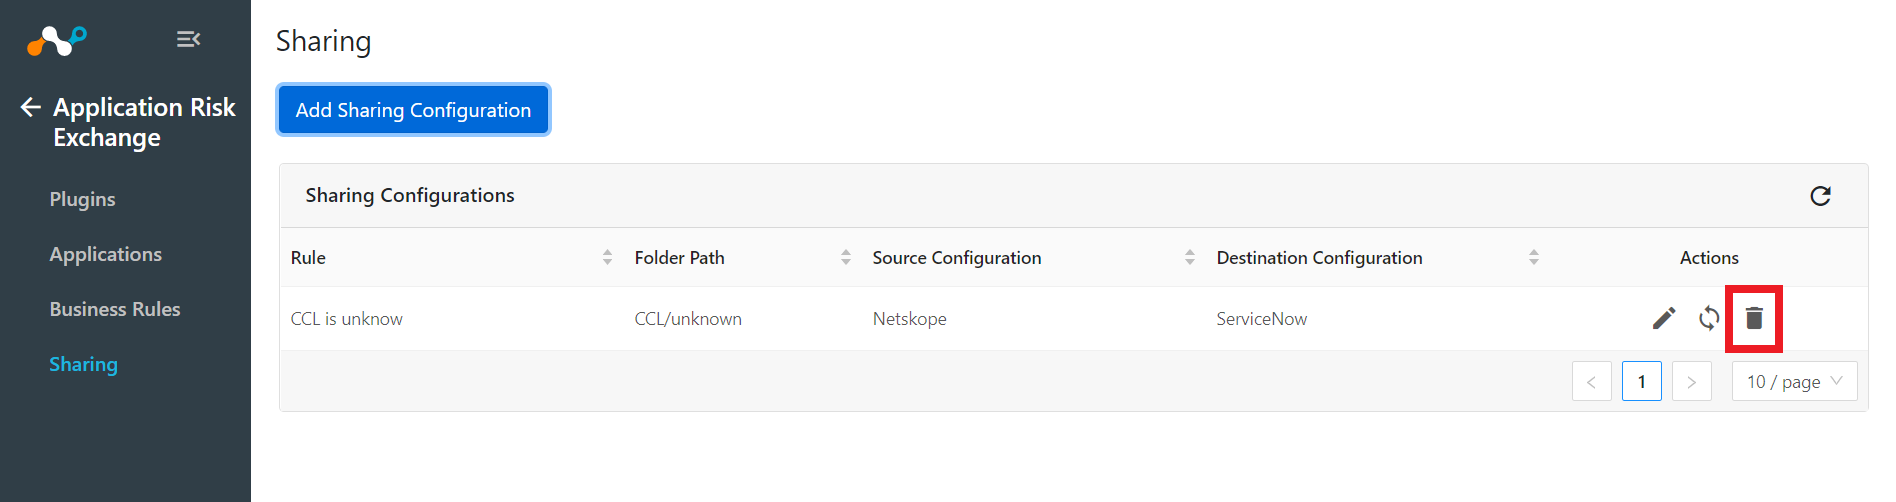 Sharing
Application Risk
Exchange
Add Sharing Configuration
Plugins
Applications
Business Rules
Sharing
Sharing Configurations
Rule Folder Path Source Configuration Destination Configuration Actions
CCL is unknow CCL/unknown Netskope ServiceNow
< 1 > 10 / page